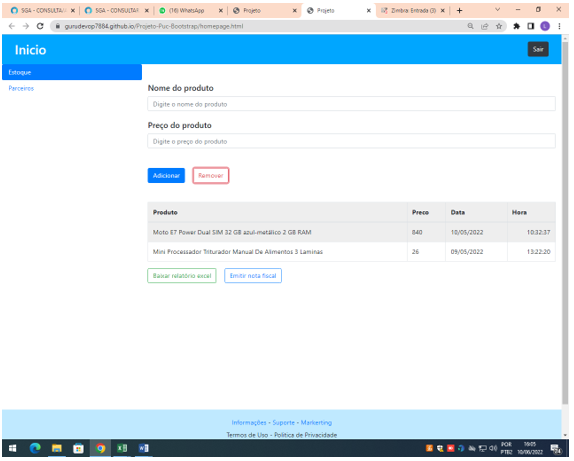 SGA - CONSULTA
SGA - CONSULTA
(16) WhatsApp
Projeto
Projeto
Zimbra: Entrada (3)
gurudevop7884.github.io/Projeto-Puc-Bootstrap/homepage.html
Inicio
Sair
Estoque
Parceiros
Nome do produto
Digite o nome do produto
Preço do produto
Digite o preço do produto
Adicionar Remover
Produto Preco Data Hora
Moto E7 Power Dual SIM 32 GB azul-metálico 2 GB RAM 840 18/05/2022 10:32:37
Mini Processador Triturador Manual De Alimentos 3 Laminas 26 09/05/2022 13:22:20
Baixar relatório excel Emitir nota fiscal
Informações - Suporte - Markerting
Termos de Uso - Politica de Privacidade
POR 16:05
PTB2 10/06/2022